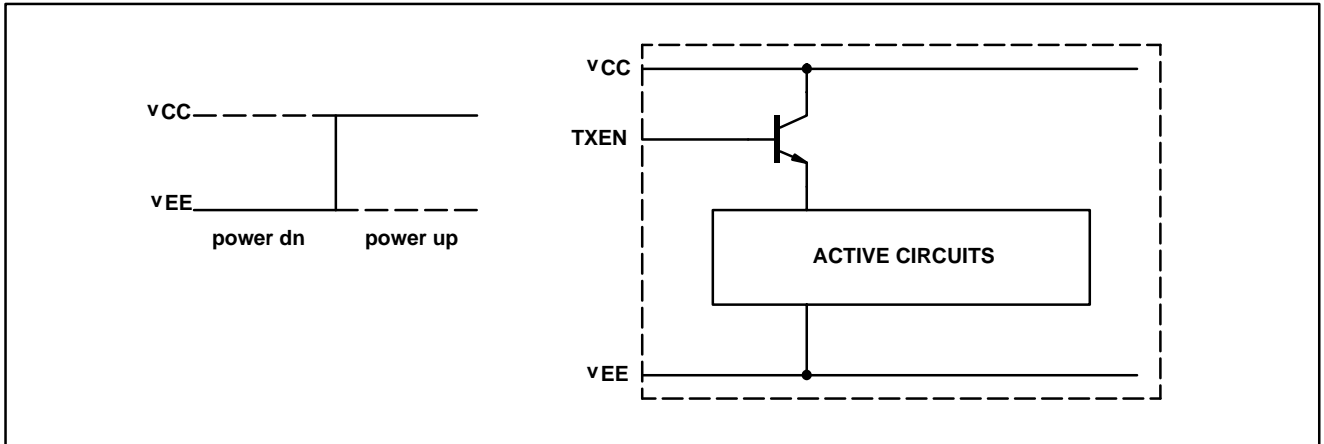 vCC
vEE
power dn power up
vCC
TXEN
ACTIVE CIRCUITS
vEE